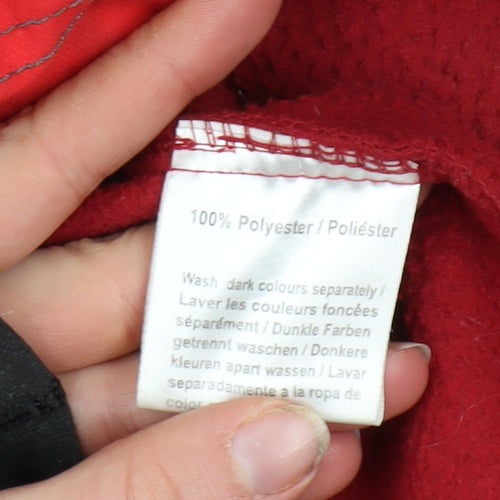 100% Polyester / Poliéster
Wash dark colours separately /
Laver les couleurs foncées
séparément / Dunkle Farben
getrennt waschen / Donkere
kleuren apart wassen / Lavar
separadamente a la ropa de
color